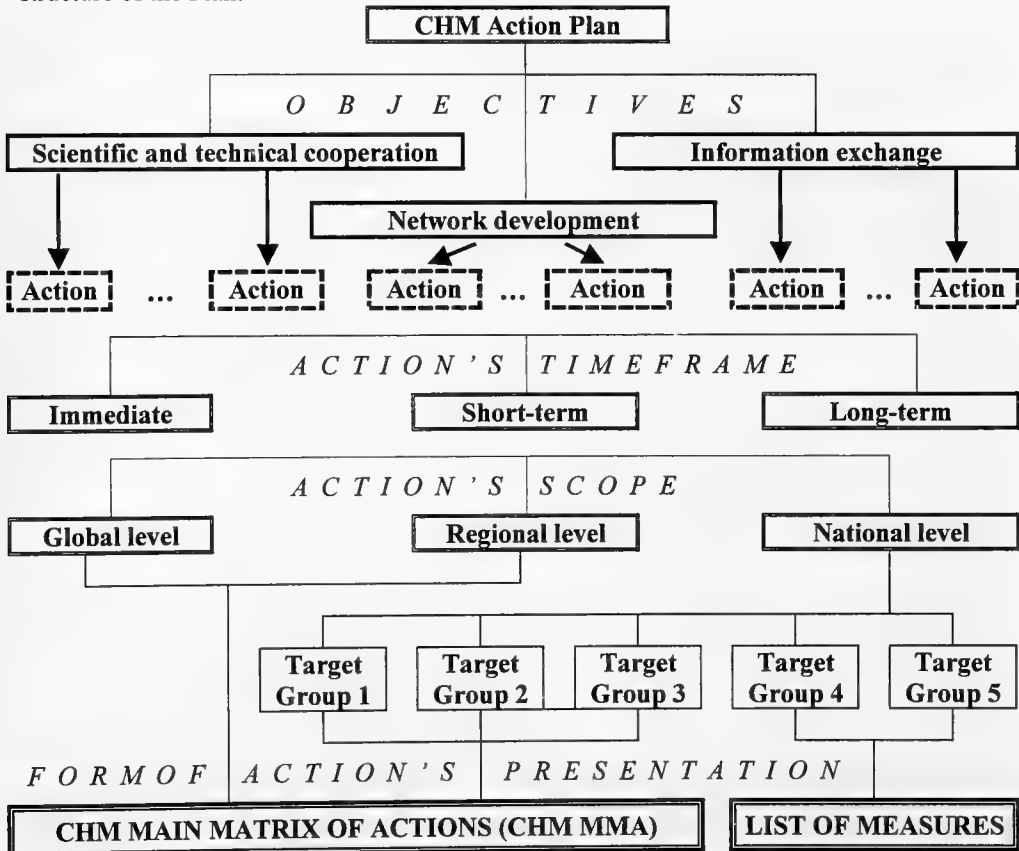 Structure of the Plan.
CHM Action Plan
O B J E C T I V E S
Scientific and technical cooperation
Information exchange
Network development
Action ... Action Action ... Action Action ... Action
A C T I O N ' S T I M E F R A M E
Immediate Short-term Long-term
A C T I O N ' S S C O P E
Global level Regional level National level
Target Target Target Target Target
Group 1 Group 2 Group 3 Group 4 Group 5
F O R M O F A C T I O N ' S P R E S E N T A T I O N
CHM MAIN MATRIX OF ACTIONS (CHM MMA) LIST OF MEASURES